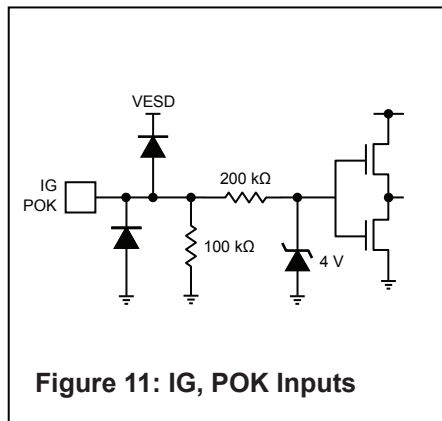 VESD
IG
POK
200 kΩ
100 kΩ
4 V
Figure 11: IG, POK Inputs